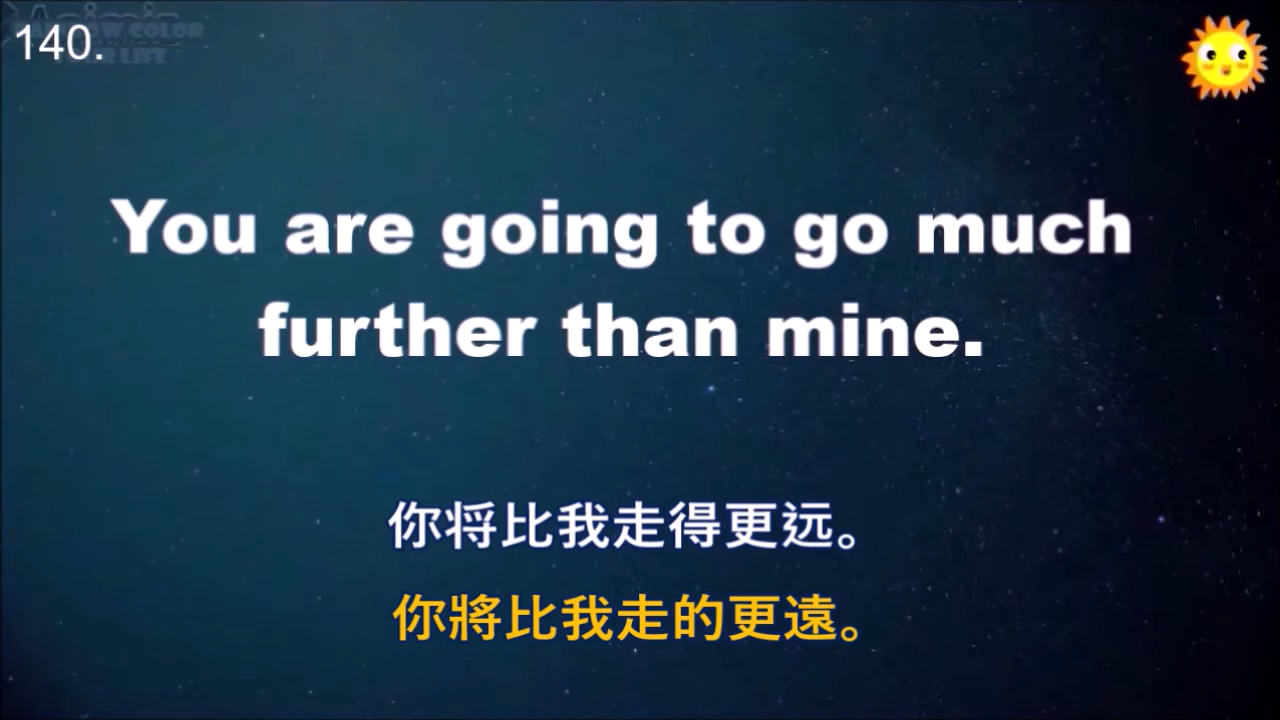 140.
You are going to go much
further than mine.
你将比我走得更远。
你將比我走的更遠。